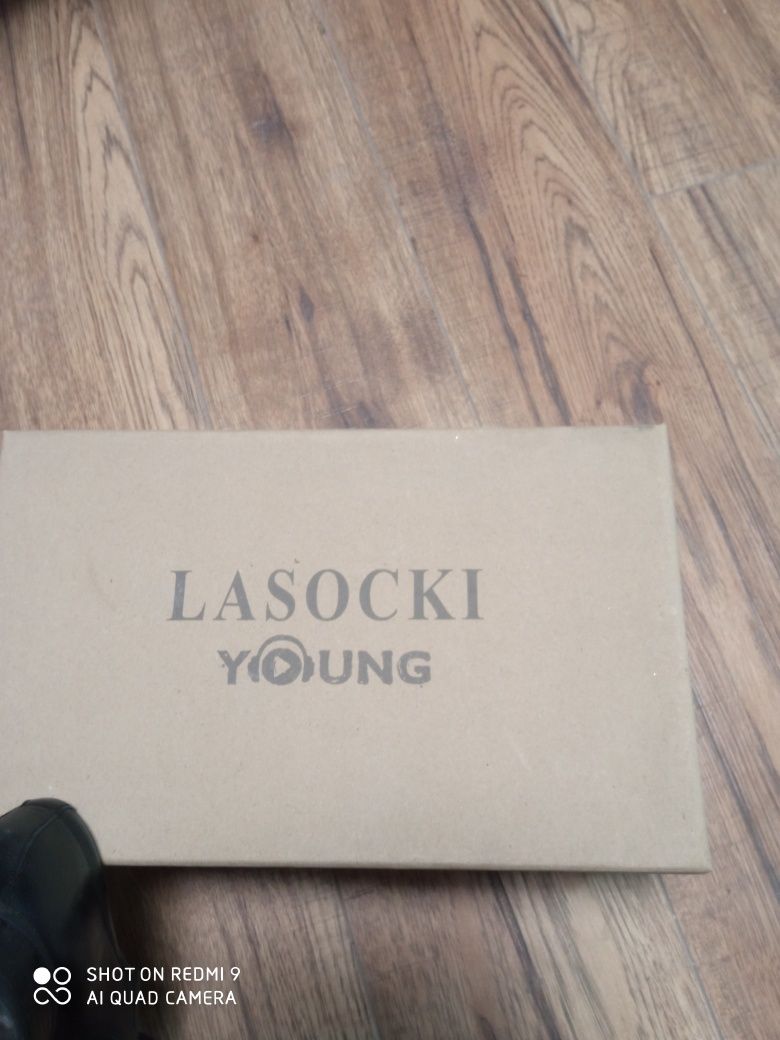 LASOCKI
YOUNG
SHOT ON REDMI 9
AI QUAD CAMERA